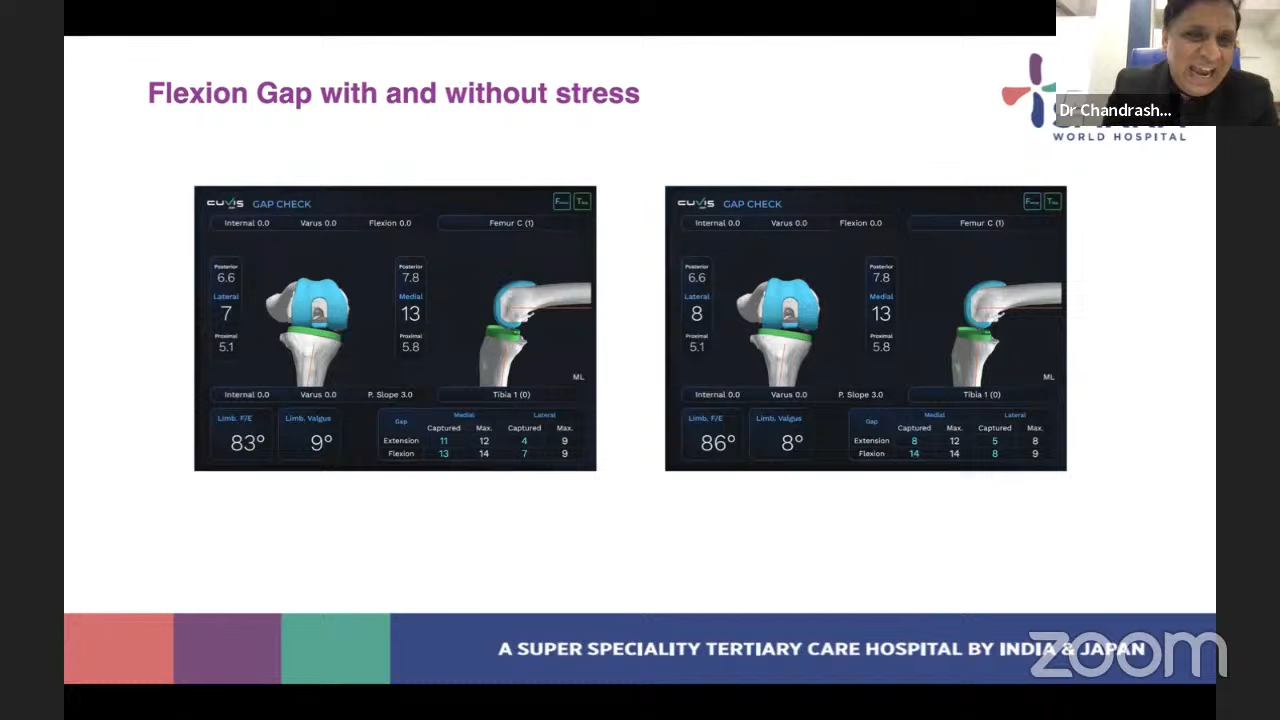 Flexion Gap with and without stress
Dr Chandrash...
WORLD HOSPITAL
CUVIS GAP CHECK
Internal 0.0 Varus 0.0 Flexion 0.0 Femur C (1)
Posterior
6.6
Lateral
7
Proximal
5.1
Posterior
7.8
Medial
13
Proximal
5.8
ML
Internal 0.0 Varus 0.0 P. Slope 3.0 Tibia 1 (0)
Limb. F/E
83°
Limb. Valgus
9°
Gap Medial Lateral
Captured Max. Captured Max.
Extension 11 12 4 9
Flexion 13 14 7 9
CUVIS GAP CHECK
Internal 0.0 Varus 0.0 Flexion 0.0 Femur C (1)
Posterior
6.6
Lateral
8
Proximal
5.1
Posterior
7.8
Medial
13
Proximal
5.8
ML
Internal 0.0 Varus 0.0 P. Slope 3.0 Tibia 1 (0)
Limb. F/E
86°
Limb. Valgus
8°
Gap Medial Lateral
Captured Max. Captured Max.
Extension 8 12 5 8
Flexion 14 14 8 9
A SUPER SPECIALITY TERTIARY CARE HOSPITAL BY INDIA & JAPAN
zoom